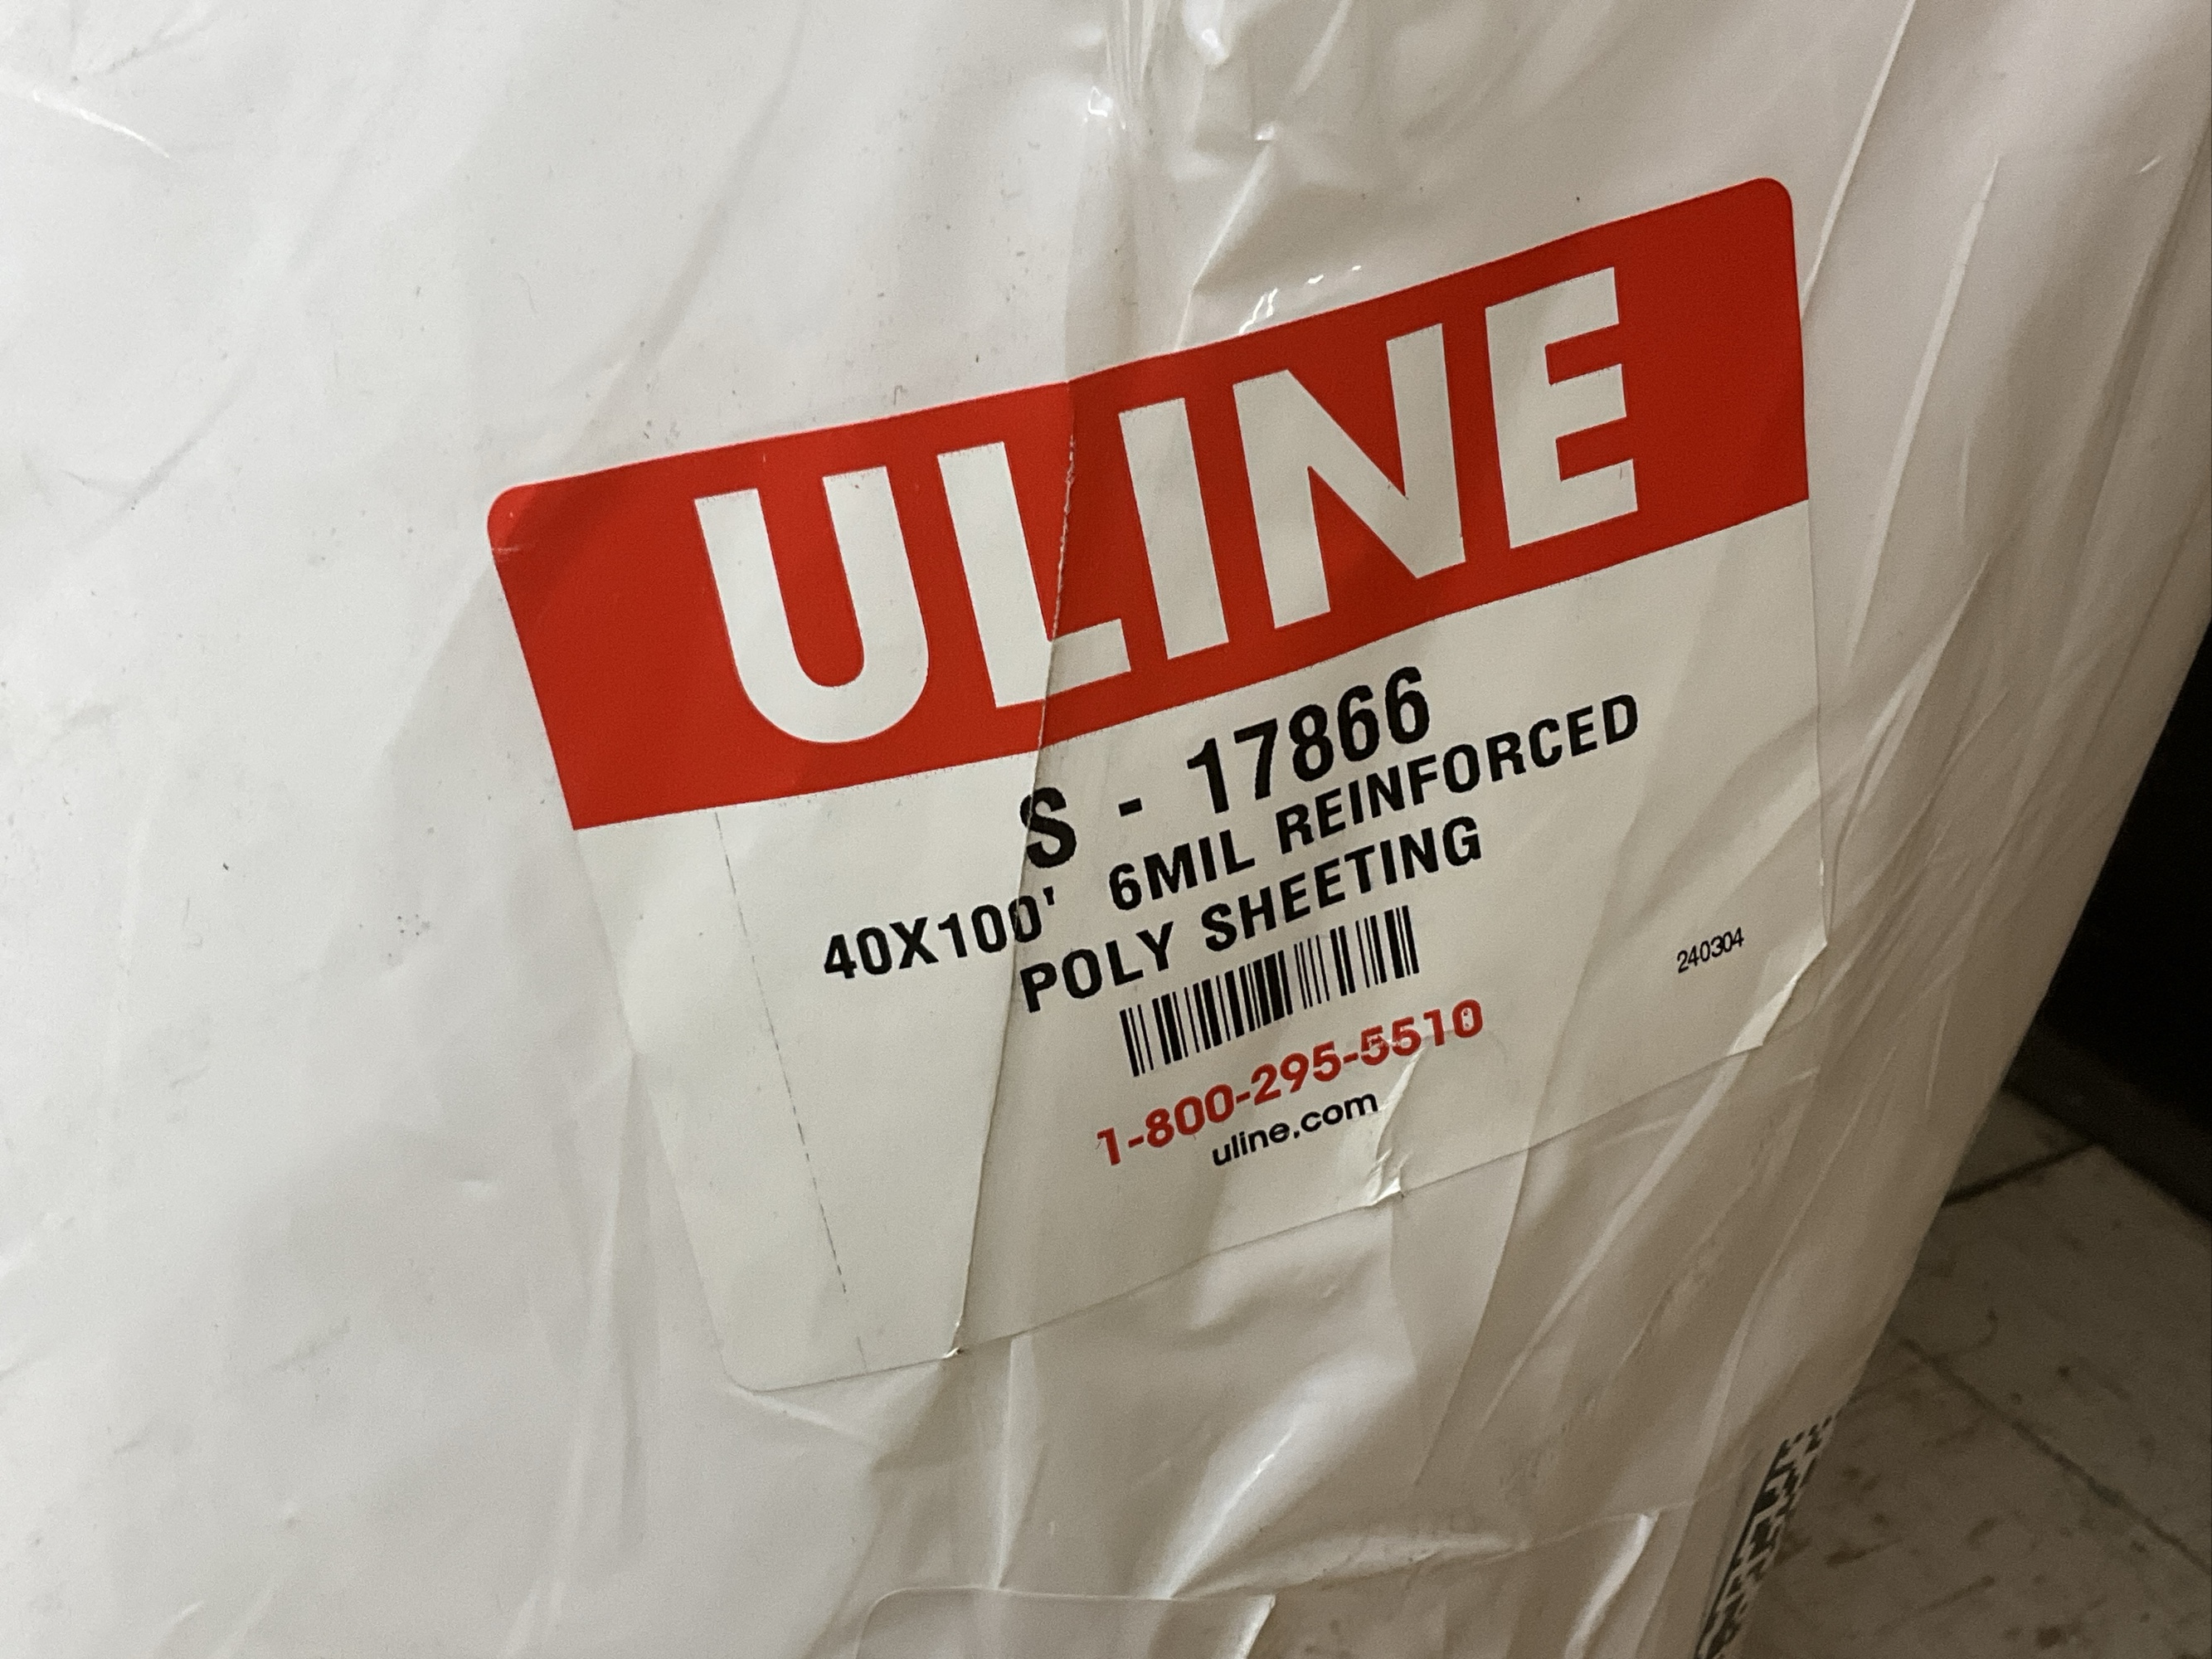 ULINE
S - 17866
40X100' 6MIL REINFORCED
POLY SHEETING
240304
1-800-295-5510
uline.com